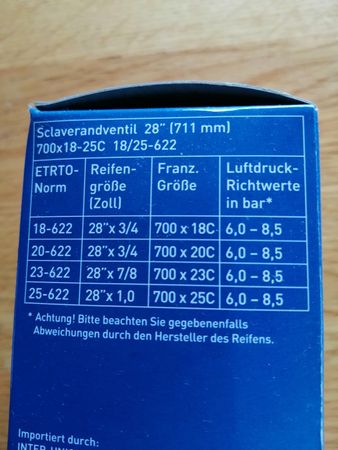 Sclaverandventil 28" (711 mm)
700x18-25C 18/25-622
ETRTO-Norm Reifengröße (Zoll) Franz. Größe Luftdruck-Richtwerte in bar*
18-622 28"x 3/4 700 x 18C 6,0 – 8,5
20-622 28"x 3/4 700 x 20C 6,0 – 8,5
23-622 28"x 7/8 700 x 23C 6,0 – 8,5
25-622 28"x 1,0 700 x 25C 6,0 – 8,5
* Achtung! Bitte beachten Sie gegebenenfalls
Abweichungen durch den Hersteller des Reifens.
Importiert durch: